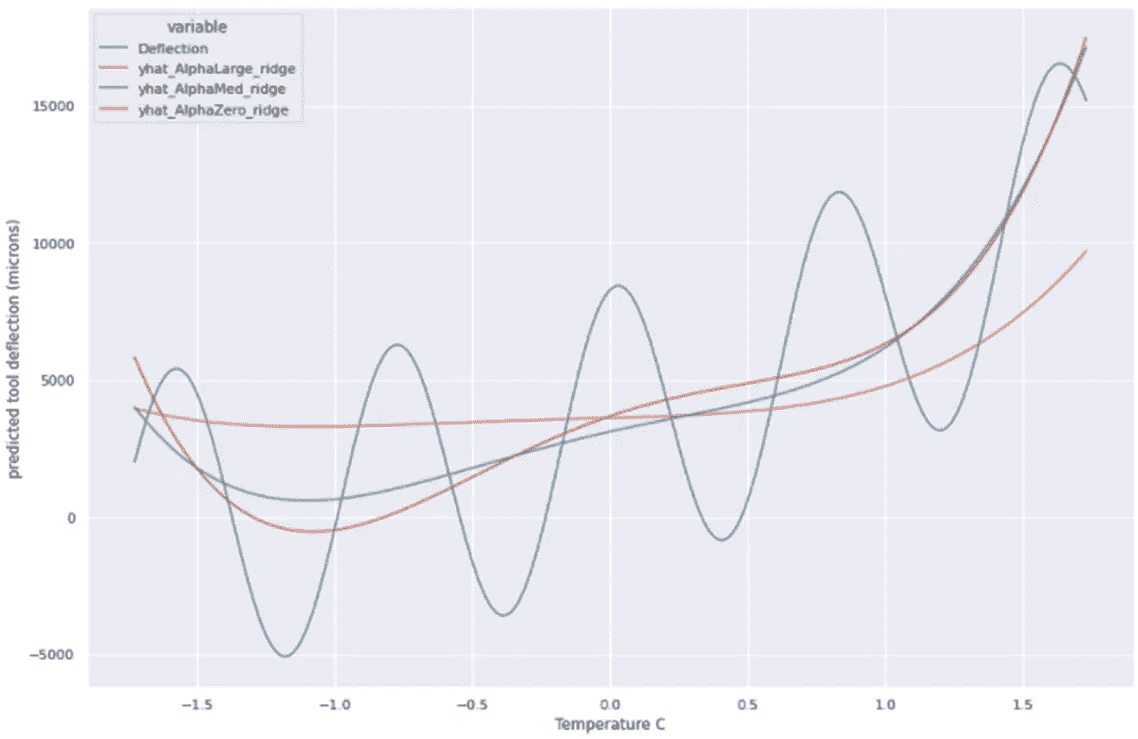 variable
Deflection
yhat_AlphaLarge_ridge
yhat_AlphaMed_ridge
yhat_AlphaZero_ridge
15000
10000
5000
0
−5000
predicted tool deflection (microns)
−1.5 −1.0 −0.5 0.0 0.5 1.0 1.5
Temperature C